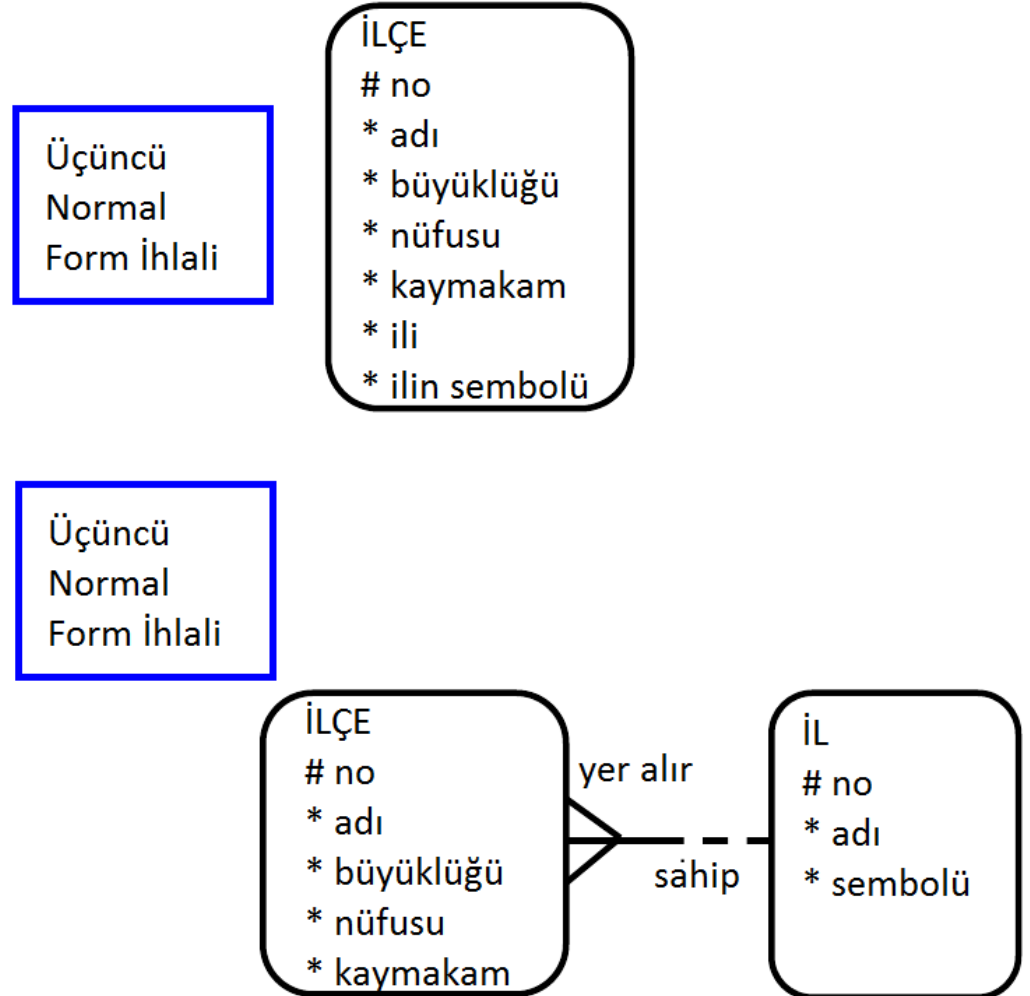 İLÇE
# no
* adı
* büyüklüğü
* nüfusu
* kaymakam
* ili
* ilin sembolü
Üçüncü
Normal
Form İhlali
Üçüncü
Normal
Form İhlali
İLÇE
# no
* adı
* büyüklüğü
* nüfusu
* kaymakam
yer alır
sahip
İL
# no
* adı
* sembolü